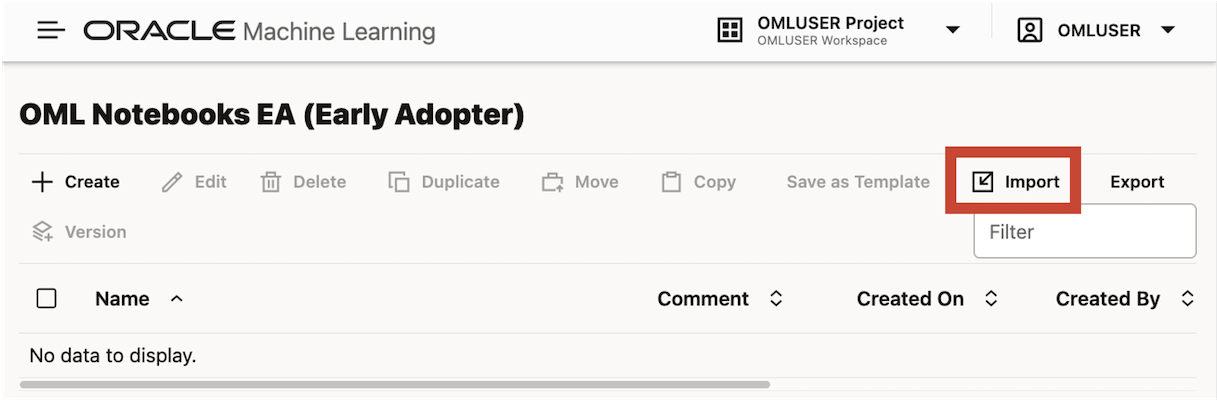 ORACLE Machine Learning
OMLUSER Project
OMLUSER Workspace
OMLUSER
OML Notebooks EA (Early Adopter)
Create Edit Delete Duplicate Move Copy Save as Template Import Export
Version
Filter
Name Comment Created On Created By
No data to display.